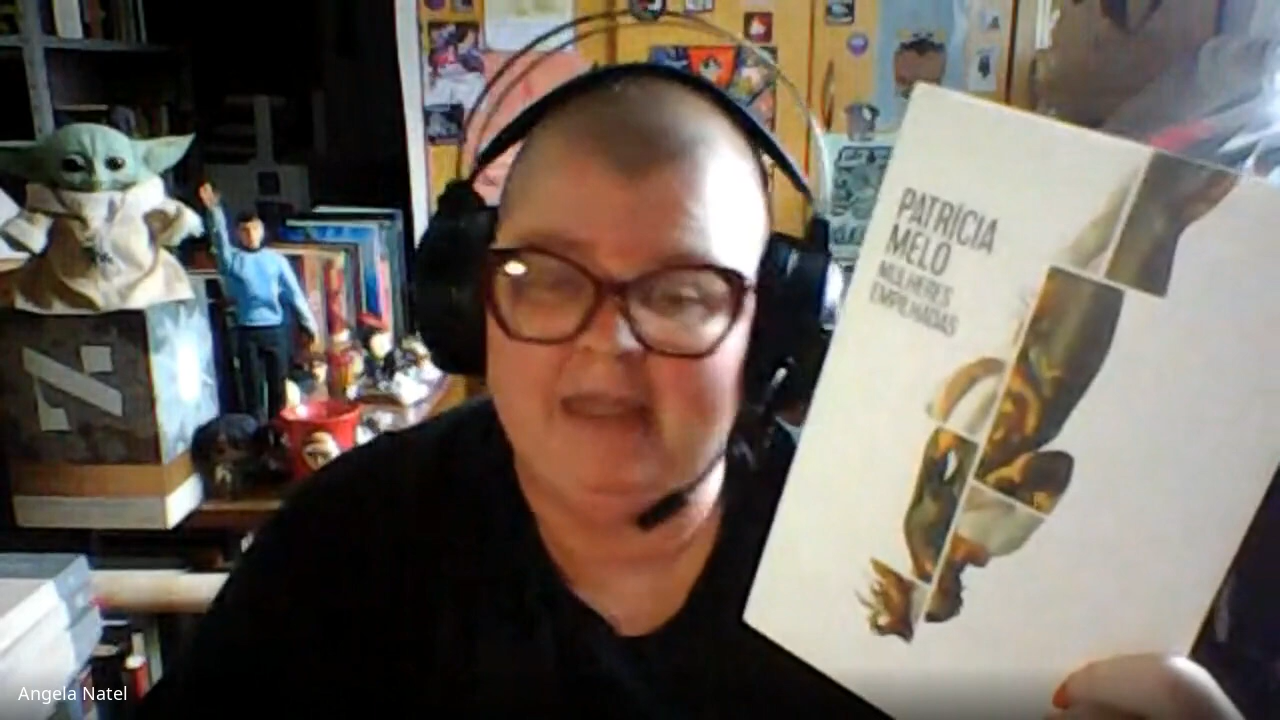 PATRÍCIA
MELO
MULHERES
EMPILHADAS
Angela Natel